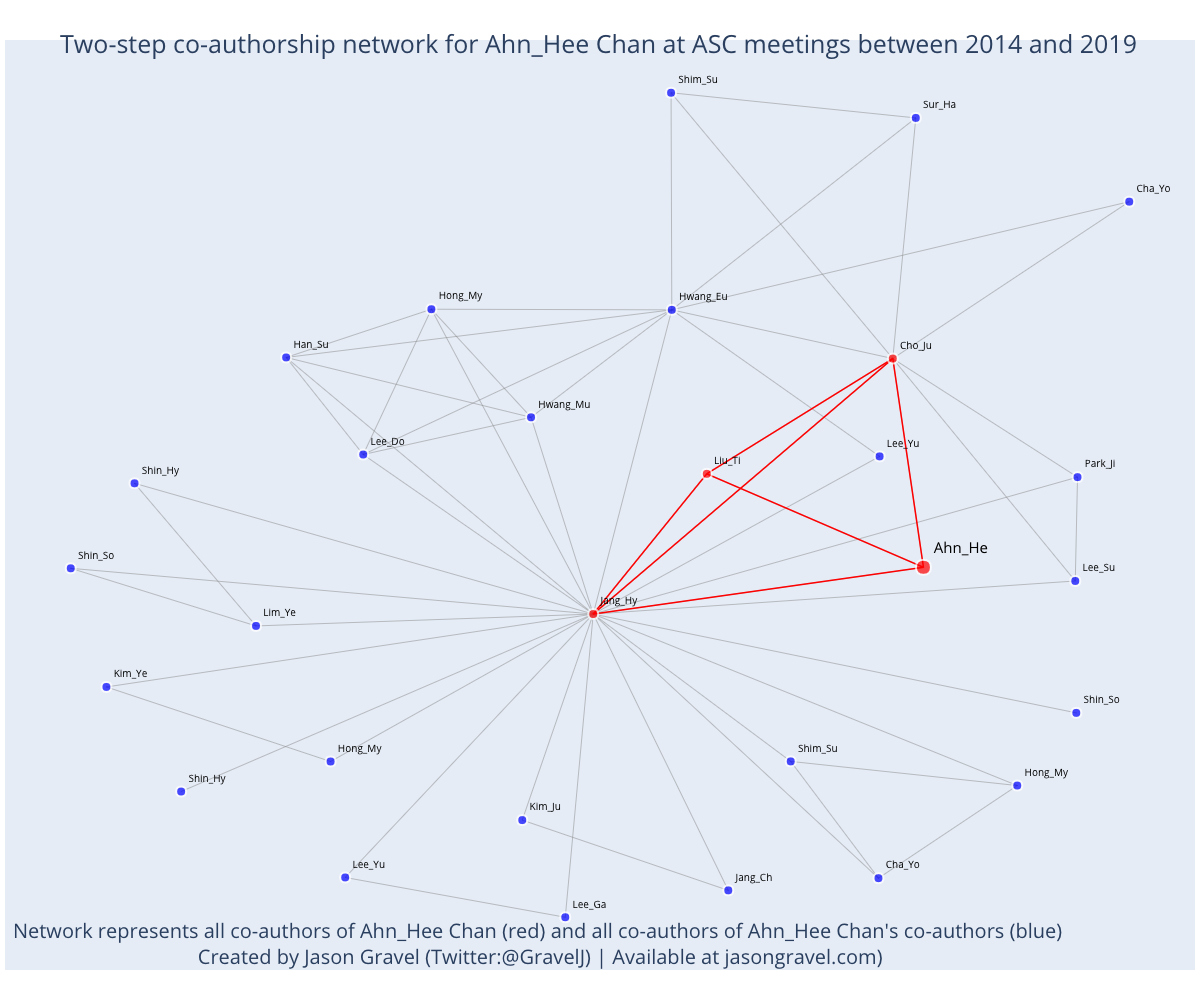 Two-step co-authorship network for Ahn_Hee Chan at ASC meetings between 2014 and 2019
Shim_Su
Sur_Ha
Cha_Yo
Hong_My
Hwang_Eu
Han_Su
Cho_Ju
Hwang_Mu
Lee_Do
Lee_Yu
Liu_Ti
Park_Ji
Shin_Hy
Ahn_He
Shin_So
Lee_Su
Jang_Hy
Lim_Ye
Kim_Ye
Shin_So
Hong_My
Shim_Su
Hong_My
Shin_Hy
Kim_Ju
Lee_Yu
Cha_Yo
Jang_Ch
Lee_Ga
Network represents all co-authors of Ahn_Hee Chan (red) and all co-authors of Ahn_Hee Chan's co-authors (blue)
Created by Jason Gravel (Twitter:@GravelJ) | Available at jasongravel.com)